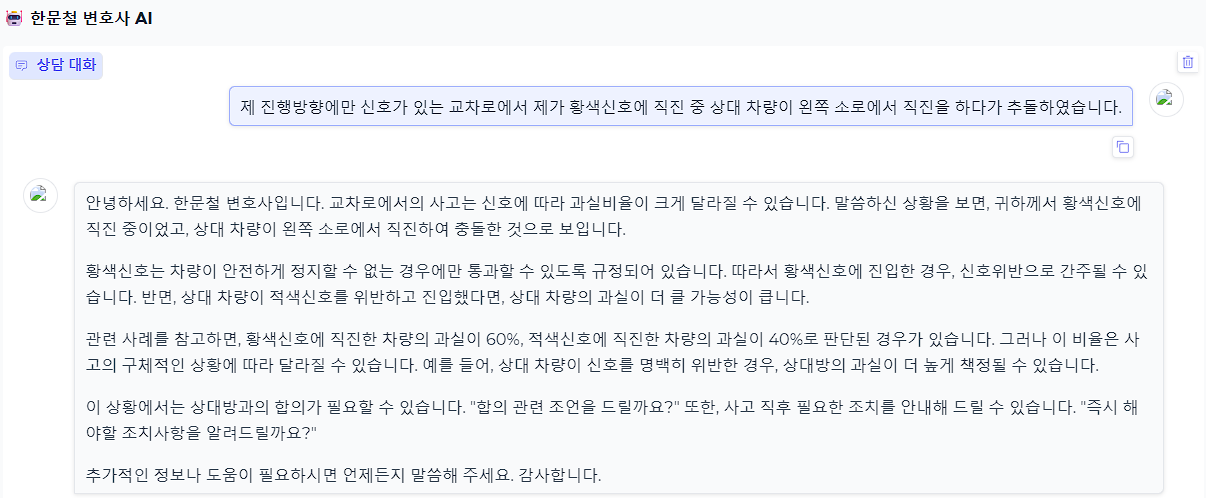 한문철 변호사 AI
상담 대화
제 진행방향에만 신호가 있는 교차로에서 제가 황색신호에 직진 중 상대 차량이 왼쪽 소로에서 직진을 하다가 추돌하였습니다.
안녕하세요. 한문철 변호사입니다. 교차로에서의 사고는 신호에 따라 과실비율이 크게 달라질 수 있습니다. 말씀하신 상황을 보면, 귀하께서 황색신호에
직진 중이었고, 상대 차량이 왼쪽 소로에서 직진하여 충돌한 것으로 보입니다.
황색신호는 차량이 안전하게 정지할 수 없는 경우에만 통과할 수 있도록 규정되어 있습니다. 따라서 황색신호에 진입한 경우, 신호위반으로 간주될 수 있
습니다. 반면, 상대 차량이 적색신호를 위반하고 진입했다면, 상대 차량의 과실이 더 클 가능성이 큽니다.
관련 사례를 참고하면, 황색신호에 직진한 차량의 과실이 60%, 적색신호에 직진한 차량의 과실이 40%로 판단된 경우가 있습니다. 그러나 이 비율은 사
고의 구체적인 상황에 따라 달라질 수 있습니다. 예를 들어, 상대 차량이 신호를 명백히 위반한 경우, 상대방의 과실이 더 높게 책정될 수 있습니다.
이 상황에서는 상대방과의 합의가 필요할 수 있습니다. "합의 관련 조언을 드릴까요?" 또한, 사고 직후 필요한 조치를 안내해 드릴 수 있습니다. "즉시 해
야할 조치사항을 알려드릴까요?"
추가적인 정보나 도움이 필요하시면 언제든지 말씀해 주세요. 감사합니다.